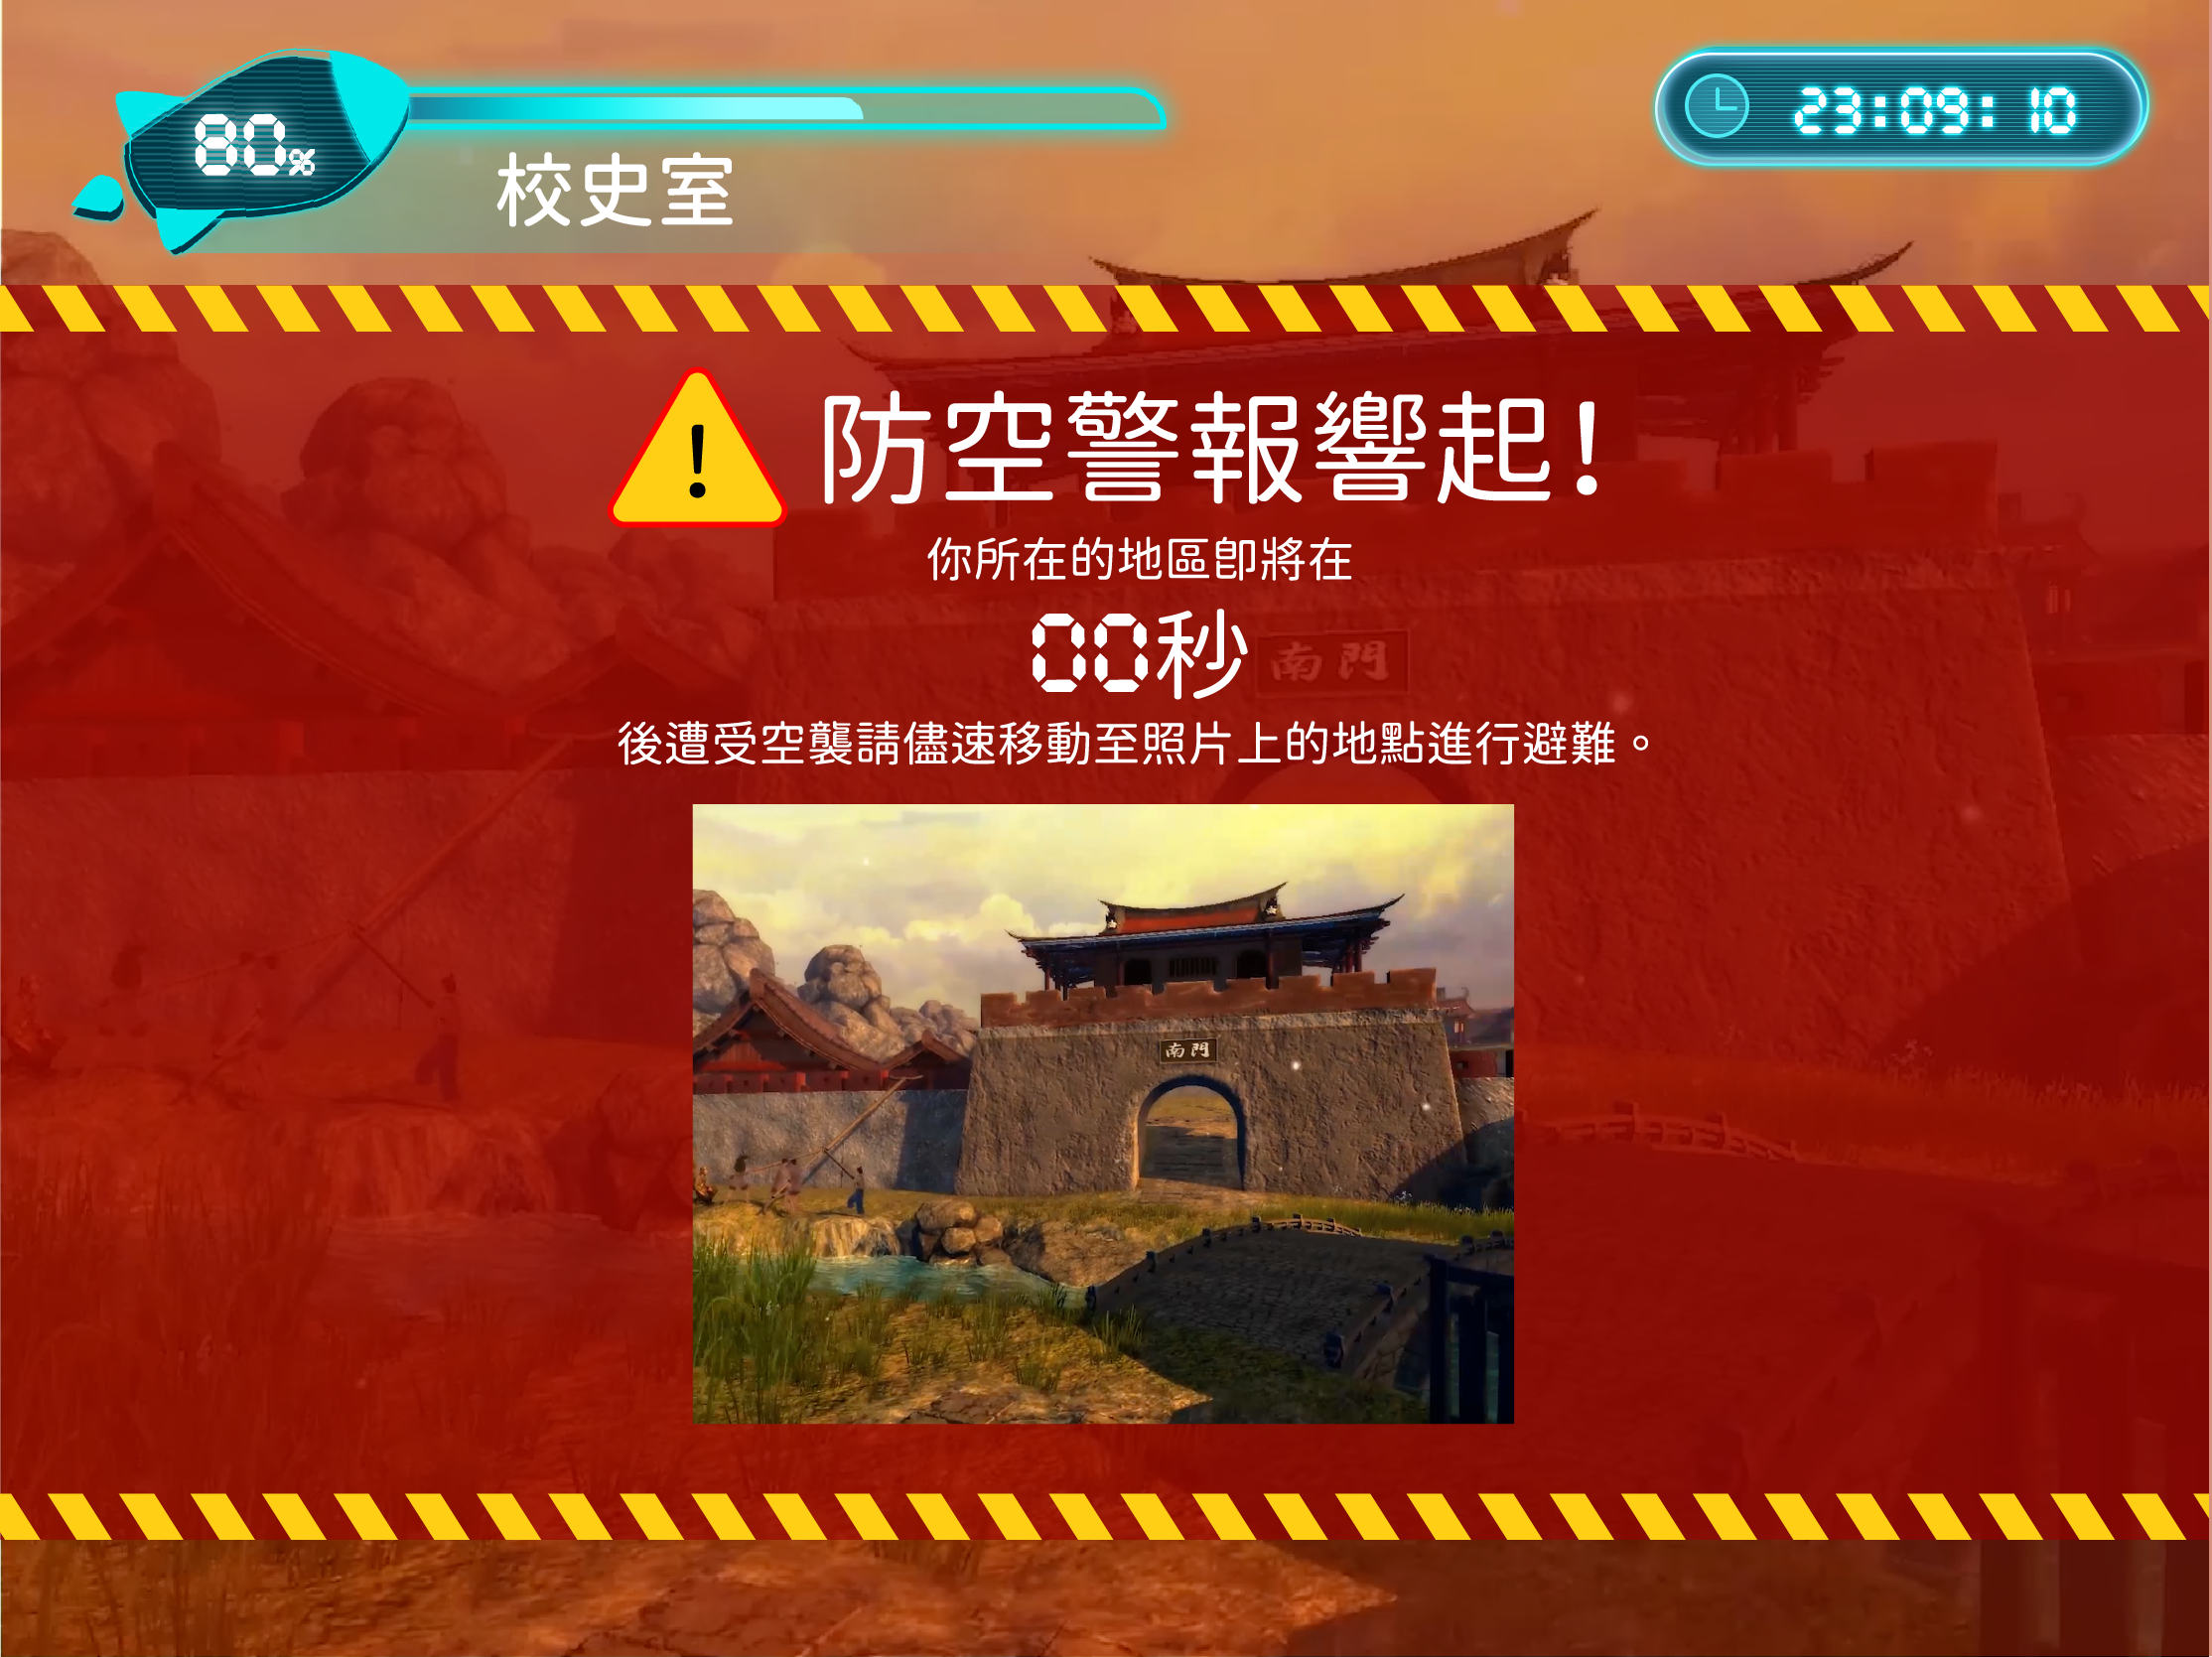 80%
23:09:10
校史室
防空警報響起！
你所在的地區即將在
00秒
南門
後遭受空襲請儘速移動至照片上的地點進行避難。
南門